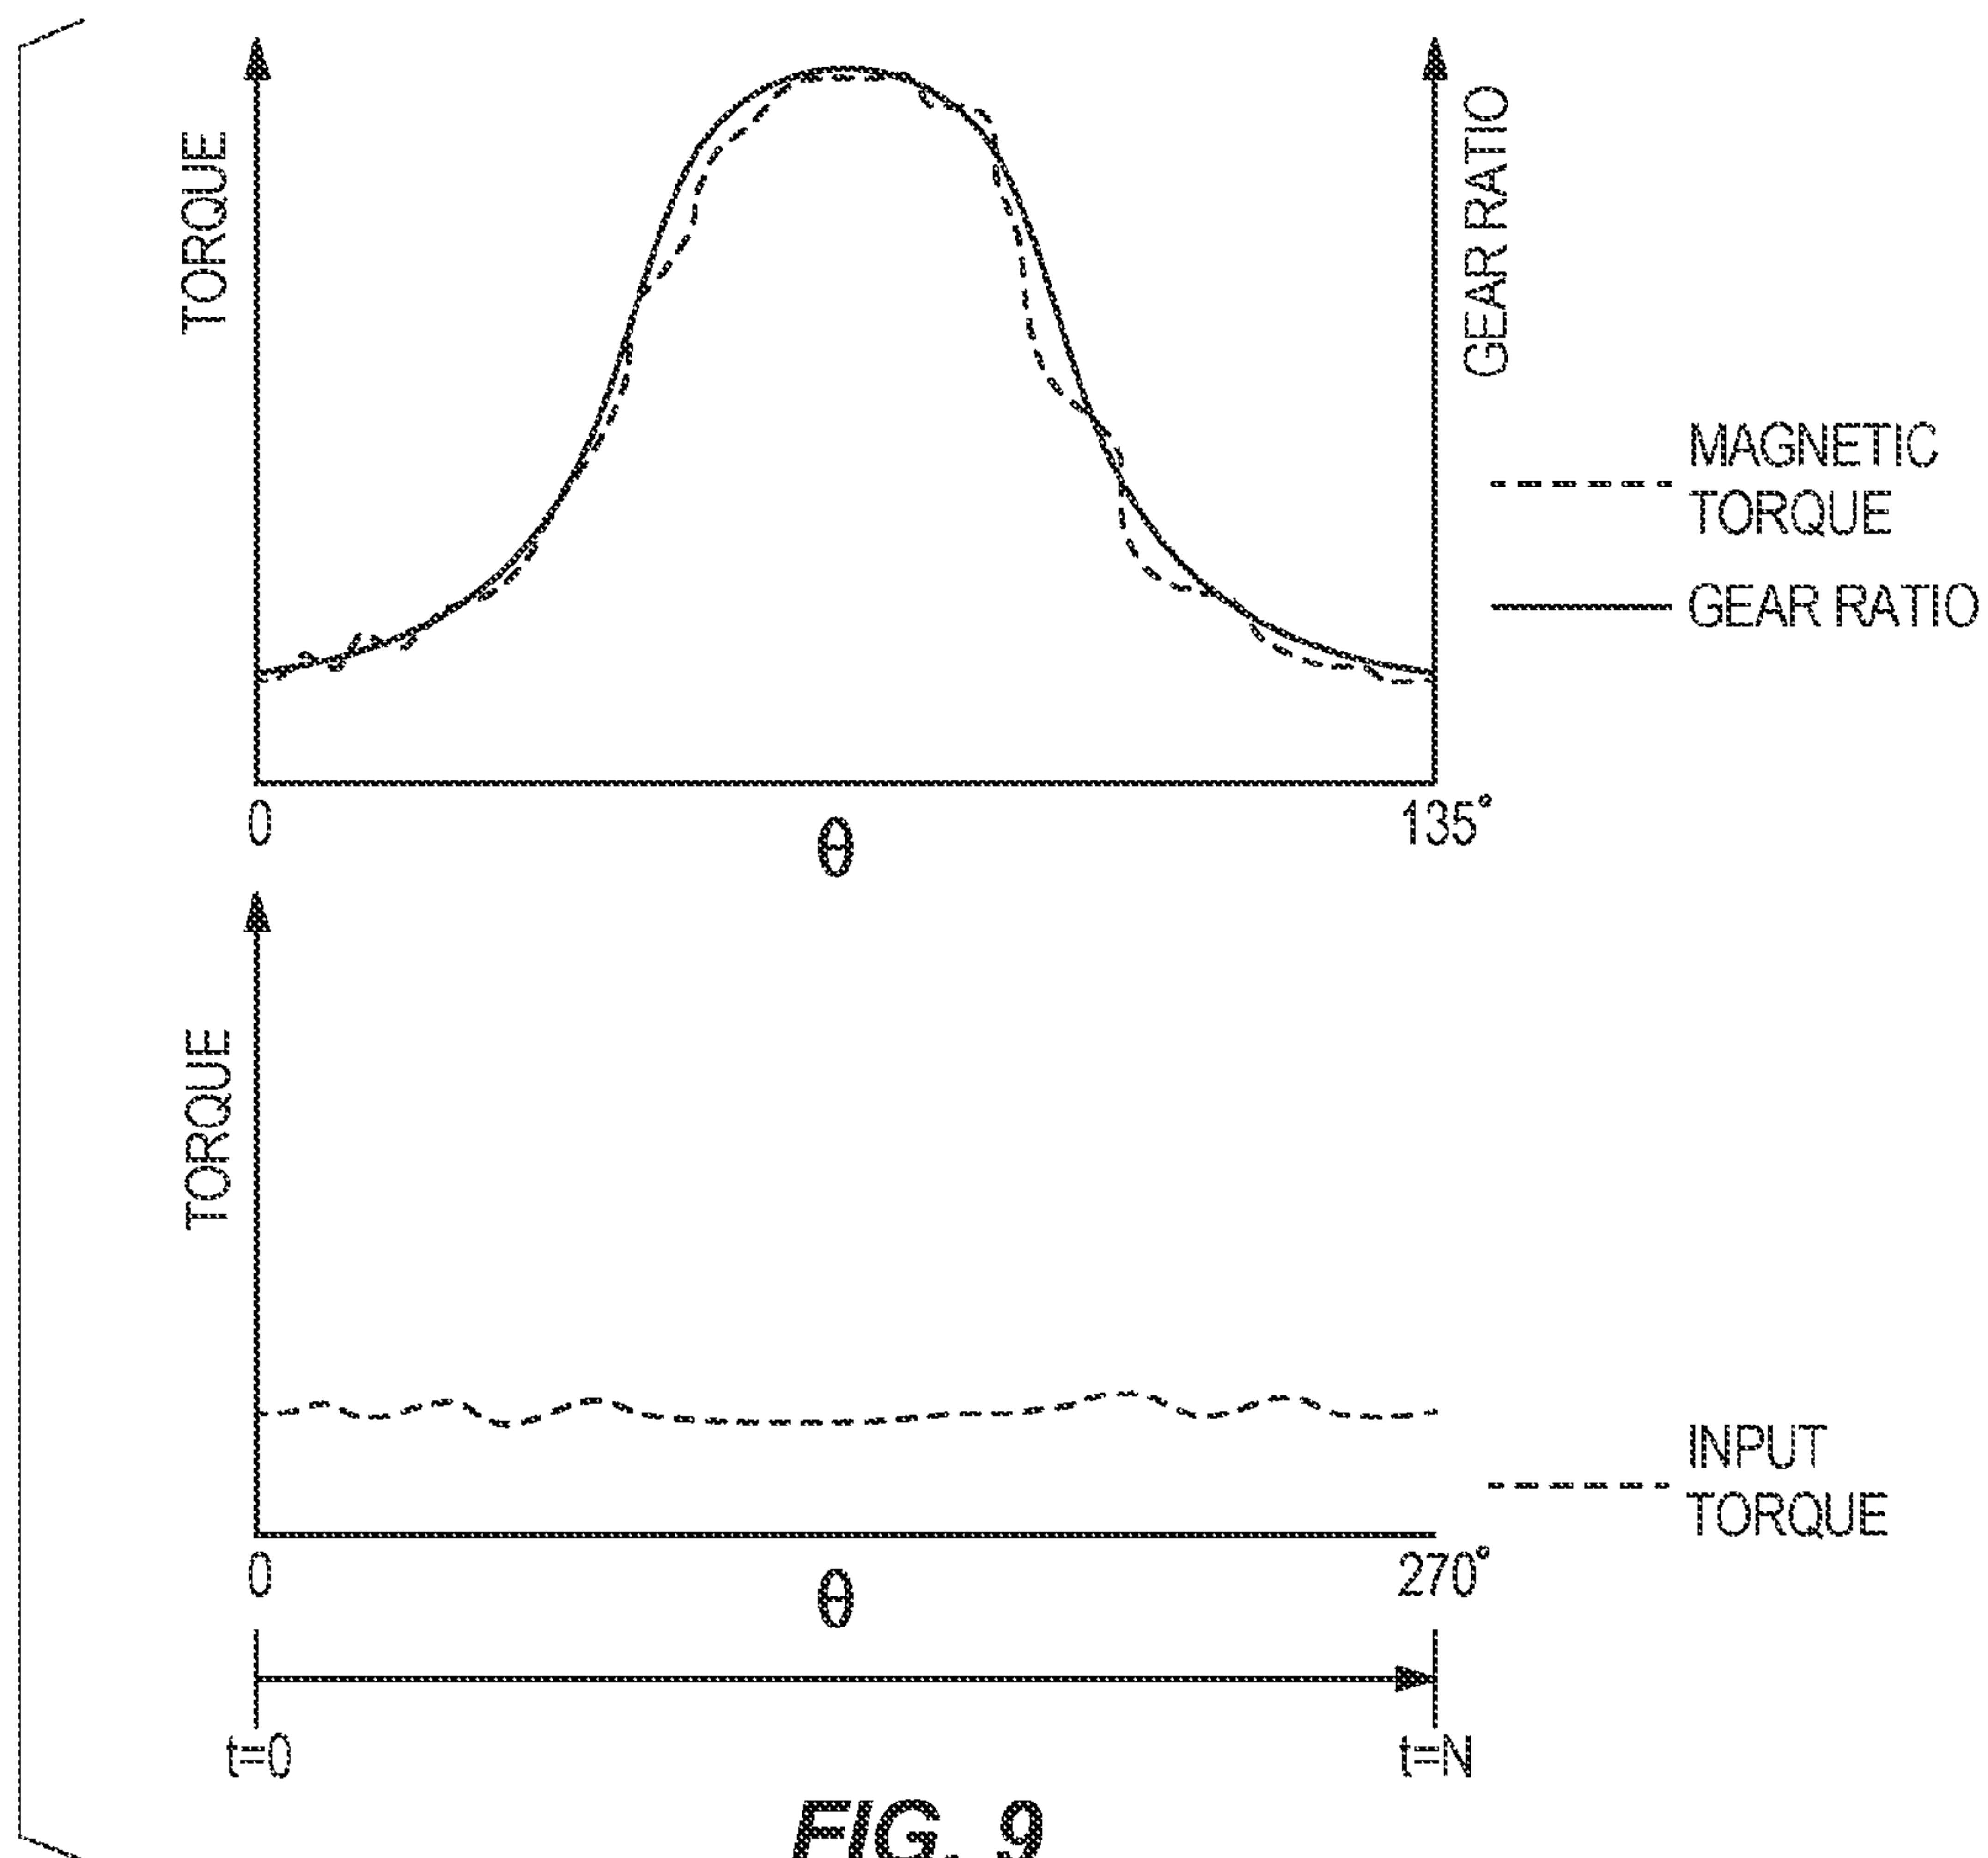 TORQUE
GEAR RATIO
MAGNETIC
TORQUE
GEAR RATIO
0
θ
135°
TORQUE
INPUT
TORQUE
0
θ
270°
t=0
t=N
FIG. 9